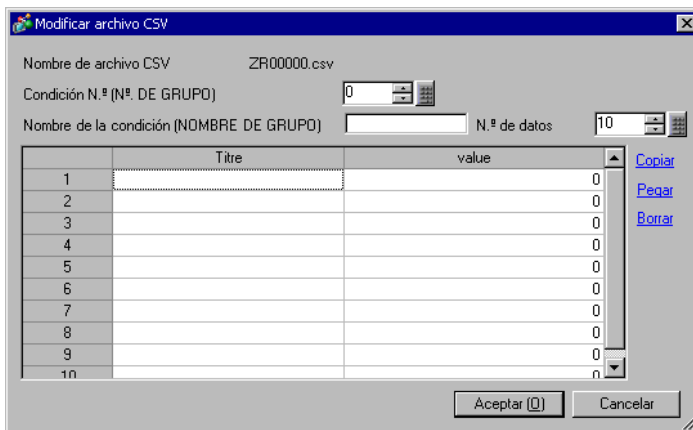 Modificar archivo CSV
Nombre de archivo CSV ZR00000.csv
Condición N.º (Nº. DE GRUPO) 0
Nombre de la condición (NOMBRE DE GRUPO) N.º de datos 10
Titre value Copiar
1 0
Pegar
2 0
Borrar
3 0
4 0
5 0
6 0
7 0
8 0
9 0
10 0
Aceptar (O) Cancelar